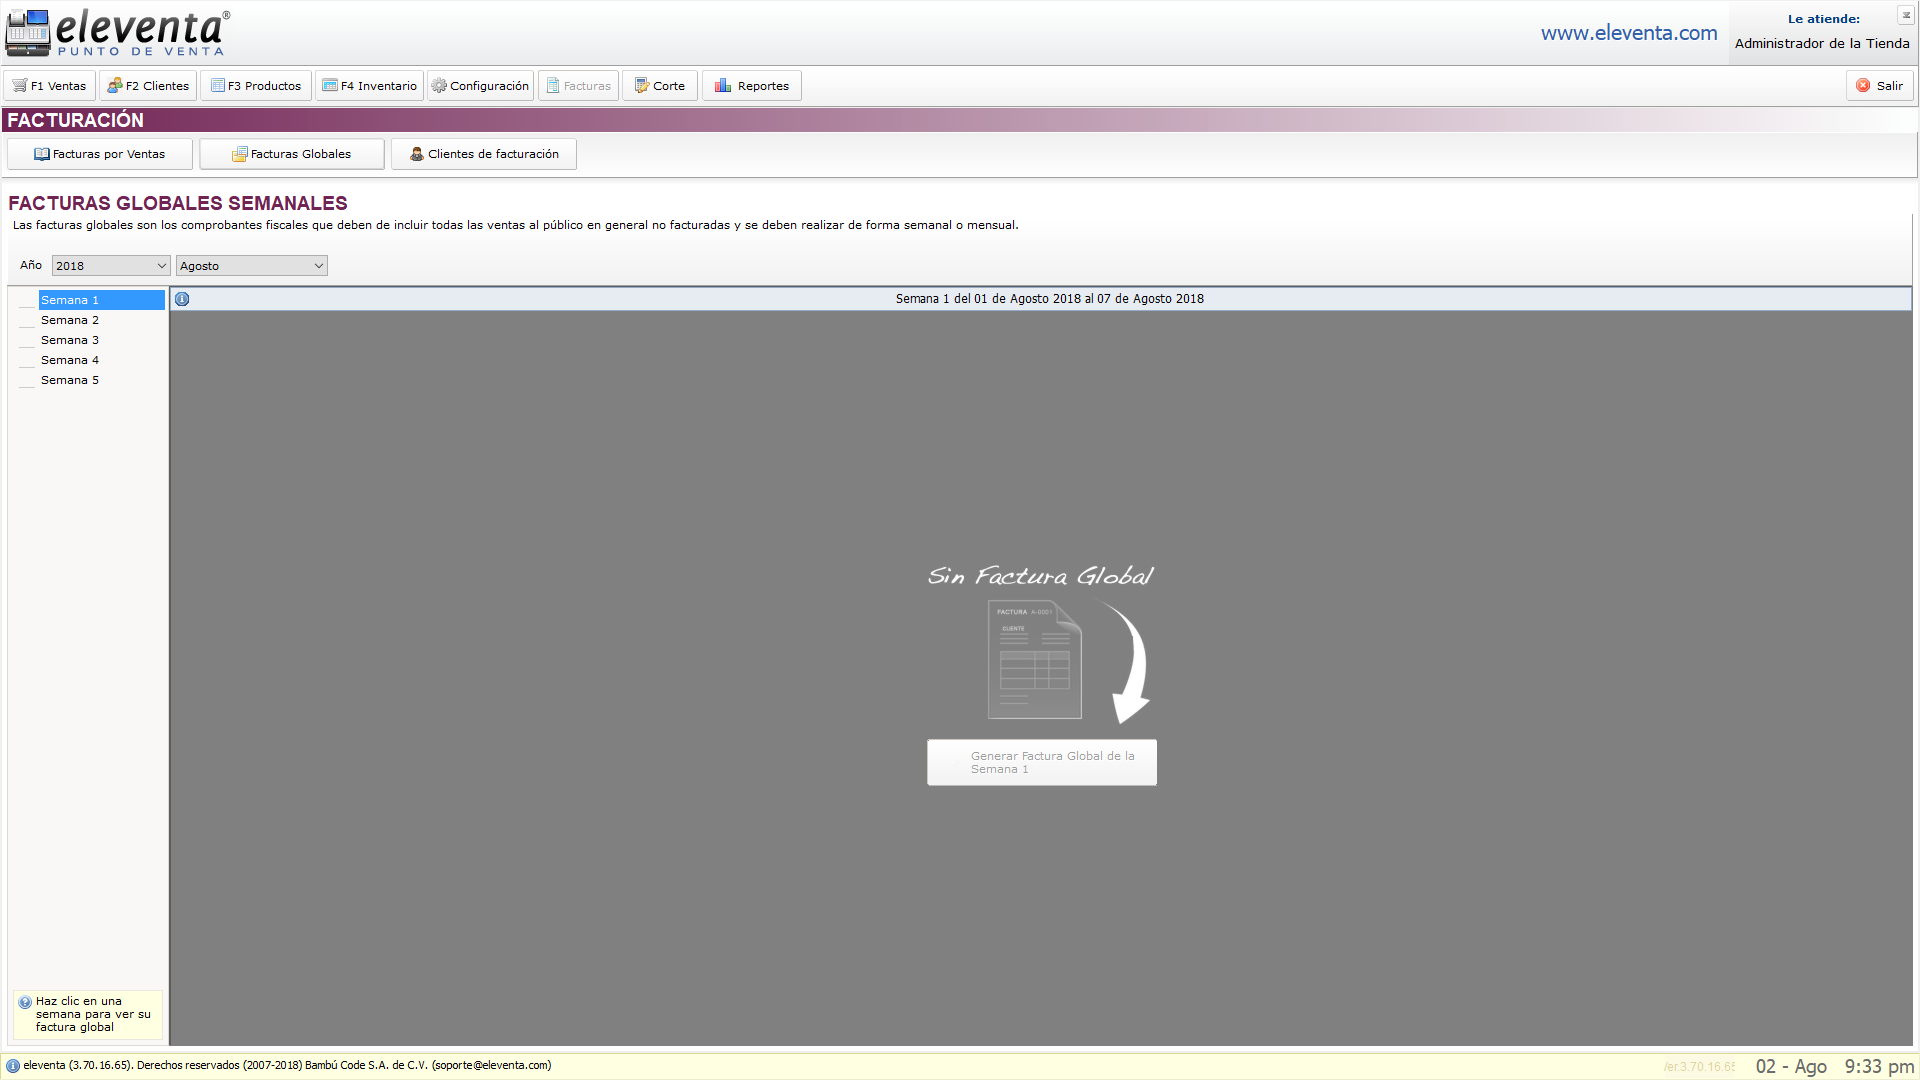 eleventa®
PUNTO DE VENTA
www.eleventa.com
Le atiende:
Administrador de la Tienda
F1 Ventas
F2 Clientes
F3 Productos
F4 Inventario
Configuración
Facturas
Corte
Reportes
Salir
FACTURACIÓN
Facturas por Ventas
Facturas Globales
Clientes de facturación
FACTURAS GLOBALES SEMANALES
Las facturas globales son los comprobantes fiscales que deben de incluir todas las ventas al público en general no facturadas y se deben realizar de forma semanal o mensual.
Año
2018
Agosto
Semana 1
Semana 2
Semana 3
Semana 4
Semana 5
Semana 1 del 01 de Agosto 2018 al 07 de Agosto 2018
Sin Factura Global
FACTURA A-0001
CLIENTE
Generar Factura Global de la
Semana 1
Haz clic en una
semana para ver su
factura global
eleventa (3.70.16.65). Derechos reservados (2007-2018) Bambú Code S.A. de C.V. (soporte@eleventa.com)
/er.3.70.16.65
02 - Ago
9:33 pm